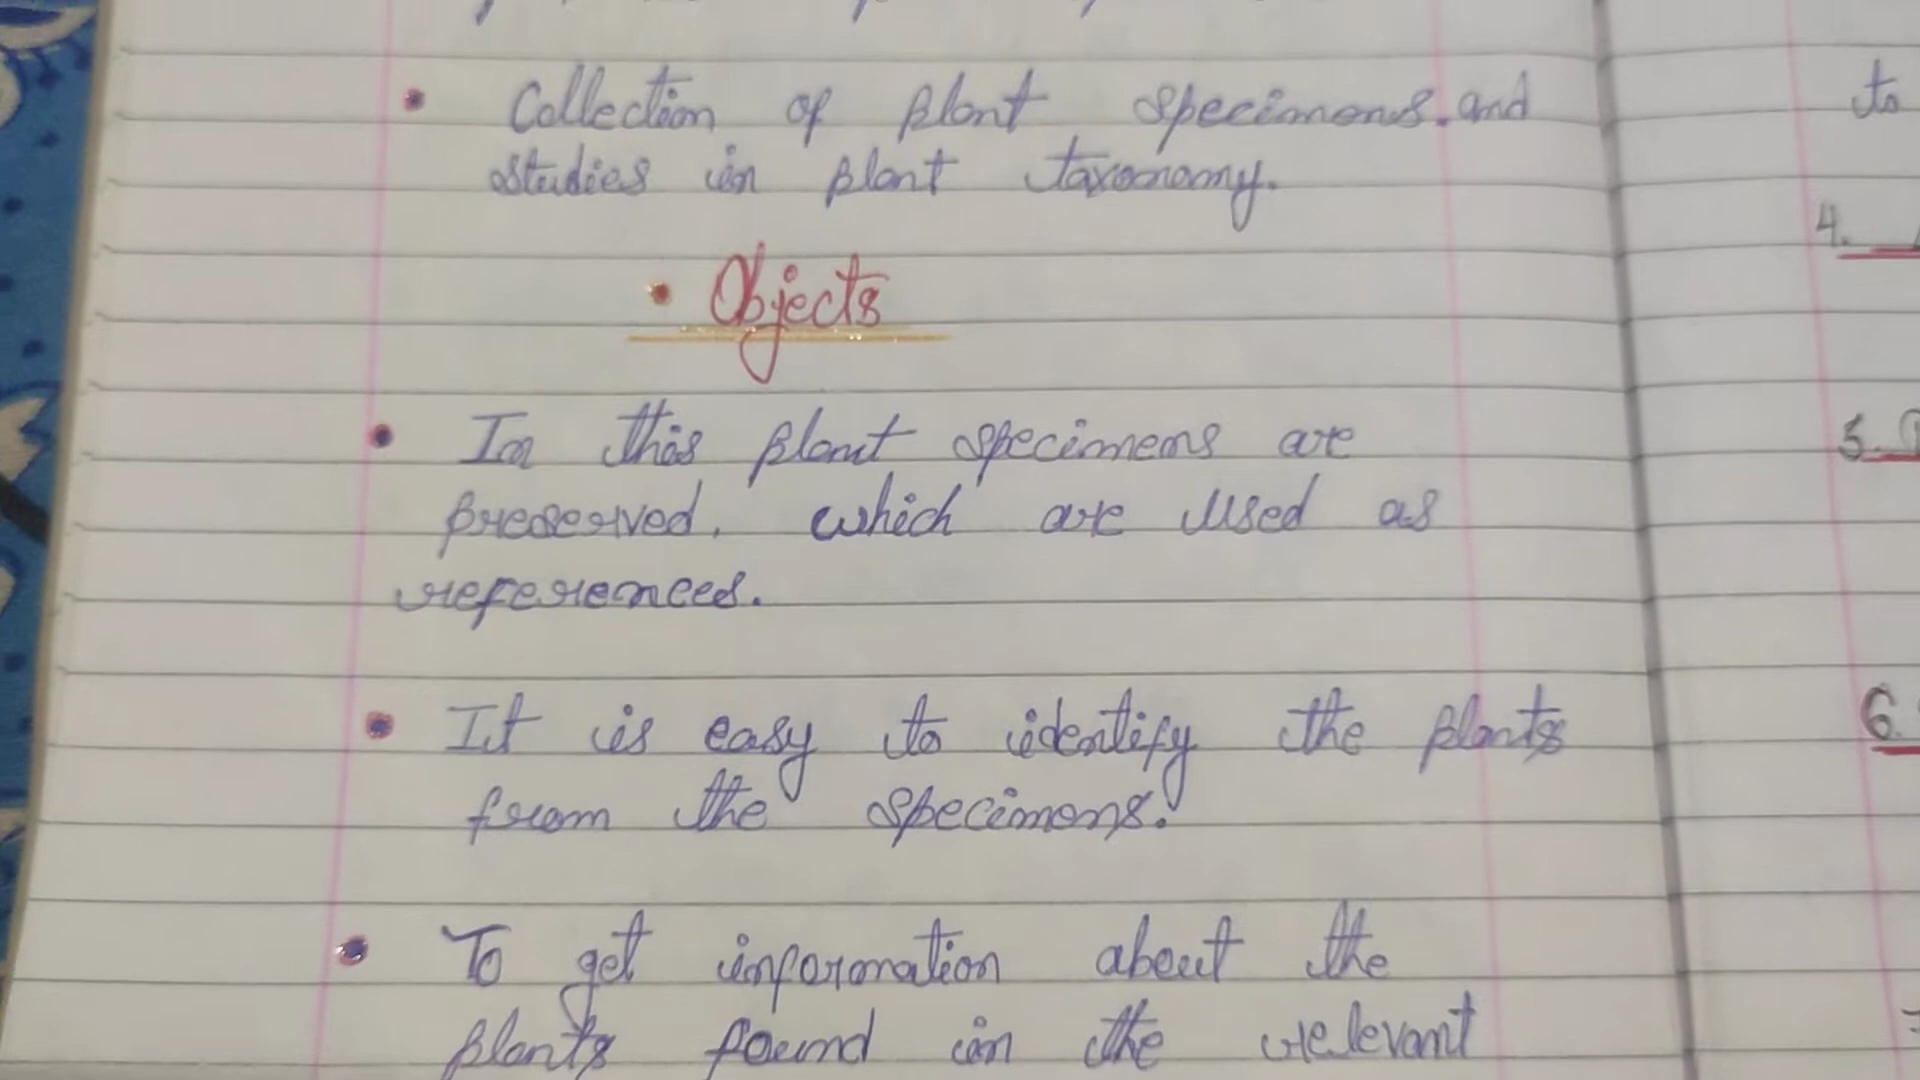 • Collection of plant specimens. and
studies in plant taxonomy.
• Objects
• In this plant specimens are
preserved. which are used as
references.
• It is easy to identify the plants
from the specimens.
• To get information about the
plants found in the relevant
to
4.
5.
6.